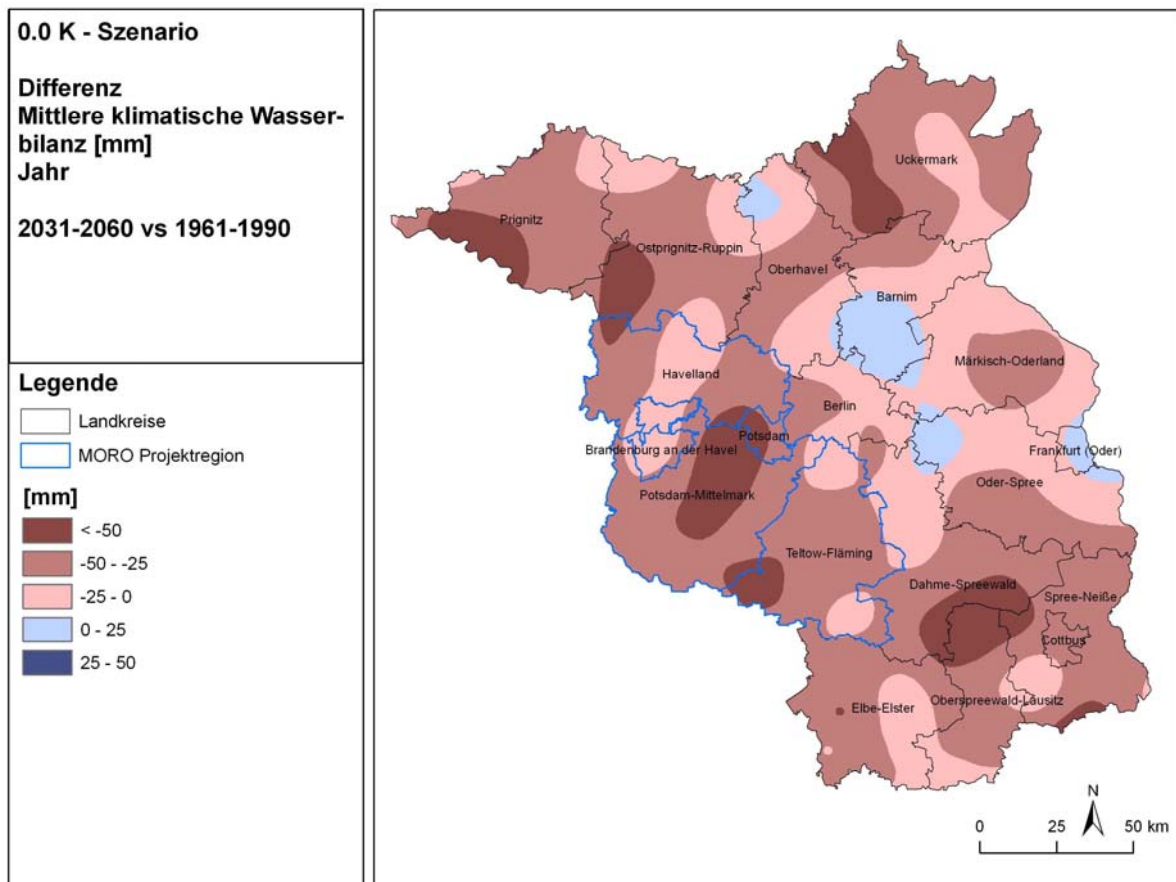 0.0 K - Szenario
Differenz
Mittlere klimatische Wasser-
bilanz [mm]
Jahr
2031-2060 vs 1961-1990
Legende
Landkreise
MORO Projektregion
[mm]
< -50
-50 - -25
-25 - 0
0 - 25
25 - 50
Uckermark
Prignitz
Ostprignitz-Ruppin
Oberhavel
Barnim
Märkisch-Oderland
Havelland
Berlin
Potsdam
Brandenburg an der Havel
Frankfurt (Oder)
Potsdam-Mittelmark
Oder-Spree
Teltow-Fläming
Dahme-Spreewald
Spree-Neiße
Cottbus
Elbe-Elster
Oberspreewald-Lausitz
N
0 25 50 km